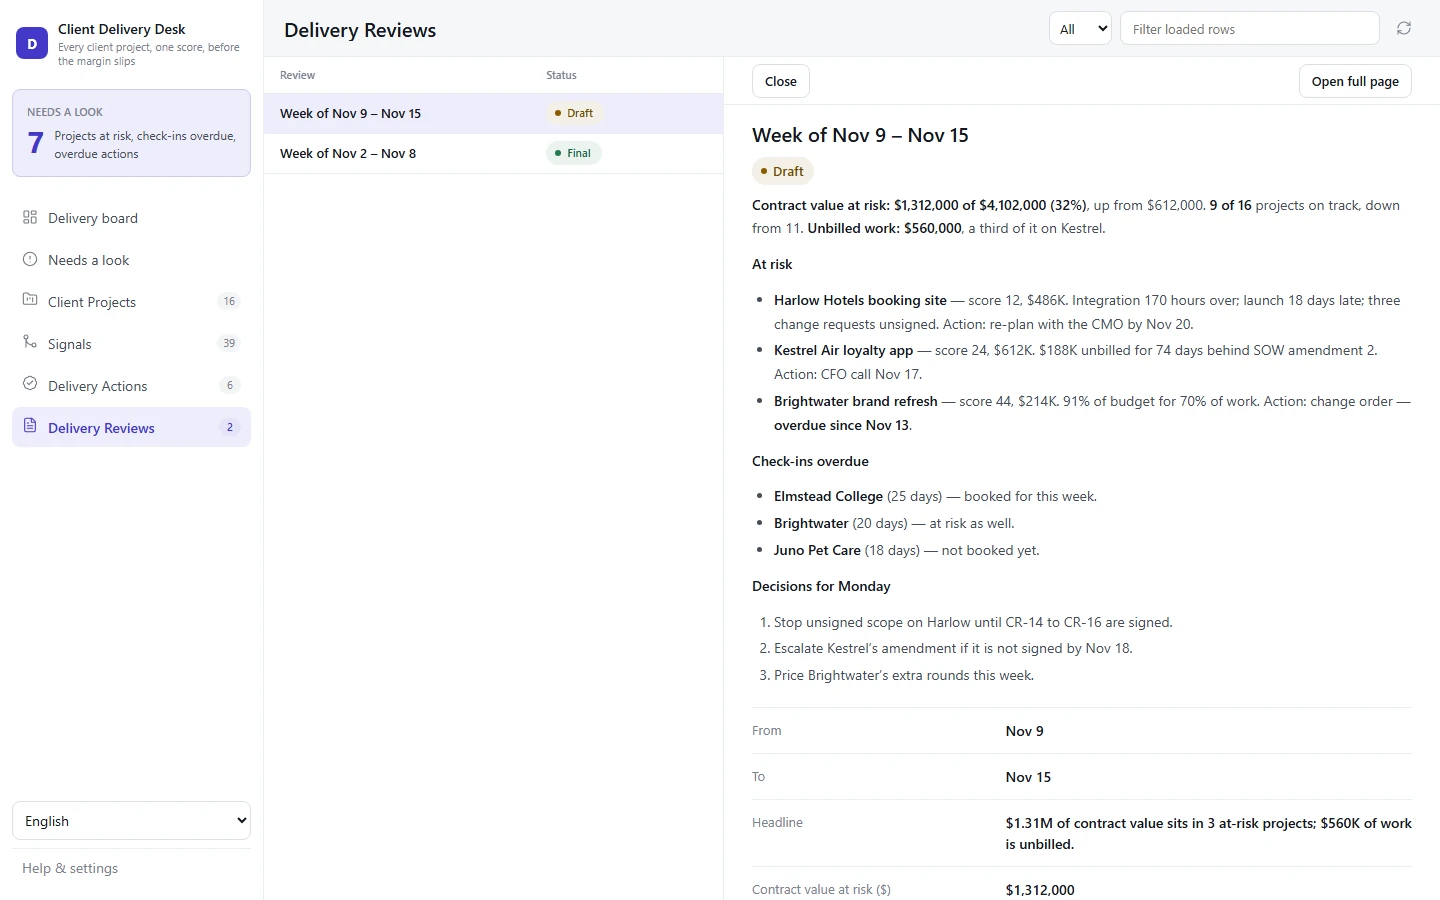 D
Client Delivery Desk
Every client project, one score, before
the margin slips
NEEDS A LOOK
7
Projects at risk, check-ins overdue,
overdue actions
Delivery board
Needs a look
Client Projects 16
Signals 39
Delivery Actions 6
Delivery Reviews 2
English
Help & settings
Delivery Reviews
All
Filter loaded rows
Review Status
Week of Nov 9 – Nov 15 Draft
Week of Nov 2 – Nov 8 Final
Close
Open full page
Week of Nov 9 – Nov 15
Draft
Contract value at risk: $1,312,000 of $4,102,000 (32%), up from $612,000. 9 of 16 projects on track, down
from 11. Unbilled work: $560,000, a third of it on Kestrel.
At risk
• Harlow Hotels booking site — score 12, $486K. Integration 170 hours over; launch 18 days late; three
change requests unsigned. Action: re-plan with the CMO by Nov 20.
• Kestrel Air loyalty app — score 24, $612K. $188K unbilled for 74 days behind SOW amendment 2.
Action: CFO call Nov 17.
• Brightwater brand refresh — score 44, $214K. 91% of budget for 70% of work. Action: change order —
overdue since Nov 13.
Check-ins overdue
• Elmstead College (25 days) — booked for this week.
• Brightwater (20 days) — at risk as well.
• Juno Pet Care (18 days) — not booked yet.
Decisions for Monday
1. Stop unsigned scope on Harlow until CR-14 to CR-16 are signed.
2. Escalate Kestrel’s amendment if it is not signed by Nov 18.
3. Price Brightwater’s extra rounds this week.
From Nov 9
To Nov 15
Headline $1.31M of contract value sits in 3 at-risk projects; $560K of work
is unbilled.
Contract value at risk ($) $1,312,000